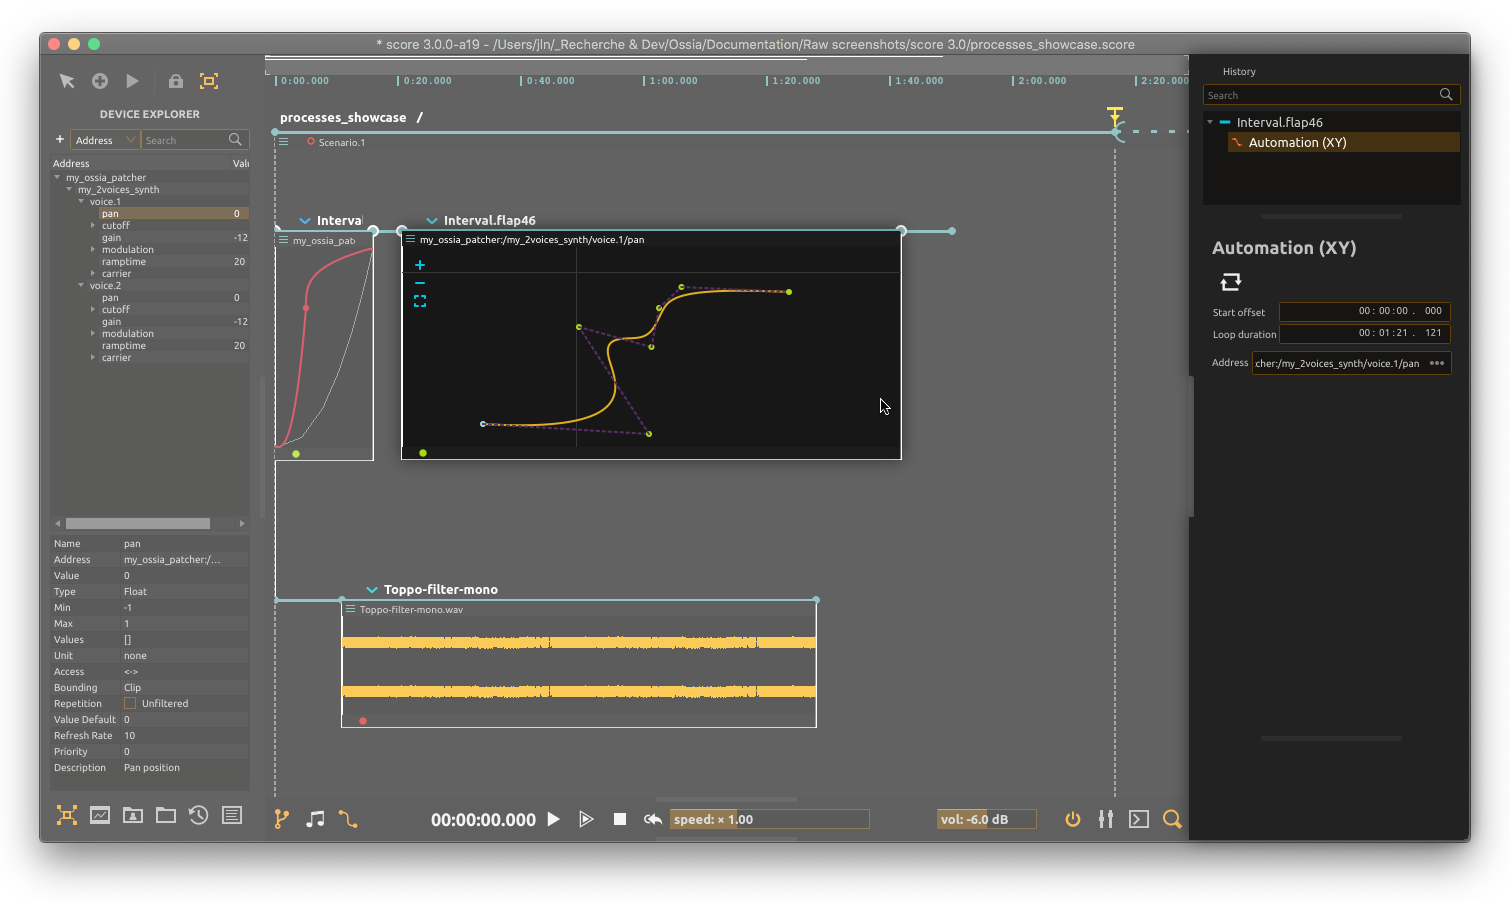 * score 3.0.0-a19 - /Users/jln/_Recherche & Dev/Ossia/Documentation/Raw screenshots/score 3.0/processes_showcase.score
DEVICE EXPLORER
+ Address Search
Address Valu
my_ossia_patcher
my_2voices_synth
voice.1
pan 0
cutoff
gain -12
modulation
ramptime 20
carrier
voice.2
pan 0
cutoff
gain -12
modulation
ramptime 20
carrier
Name pan
Address my_ossia_patcher:/...
Value 0
Type Float
Min -1
Max 1
Values []
Unit none
Access <->
Bounding Clip
Repetition Unfiltered
Value Default 0
Refresh Rate 10
Priority 0
Description Pan position
0:00.000 0:20.000 0:40.000 1:00.000 1:20.000 1:40.000 2:00.000 2:20.000
processes_showcase /
Scenario.1
Interval
my_ossia_patc
Interval.flap46
my_ossia_patcher:/my_2voices_synth/voice.1/pan
Toppo-filter-mono
Toppo-filter-mono.wav
00:00:00.000 speed: × 1.00 vol: -6.0 dB
History
Search
Interval.flap46
Automation (XY)
Automation (XY)
Start offset 00: 00: 00 . 000
Loop duration 00: 01: 21 . 121
Address cher:/my_2voices_synth/voice.1/pan •••